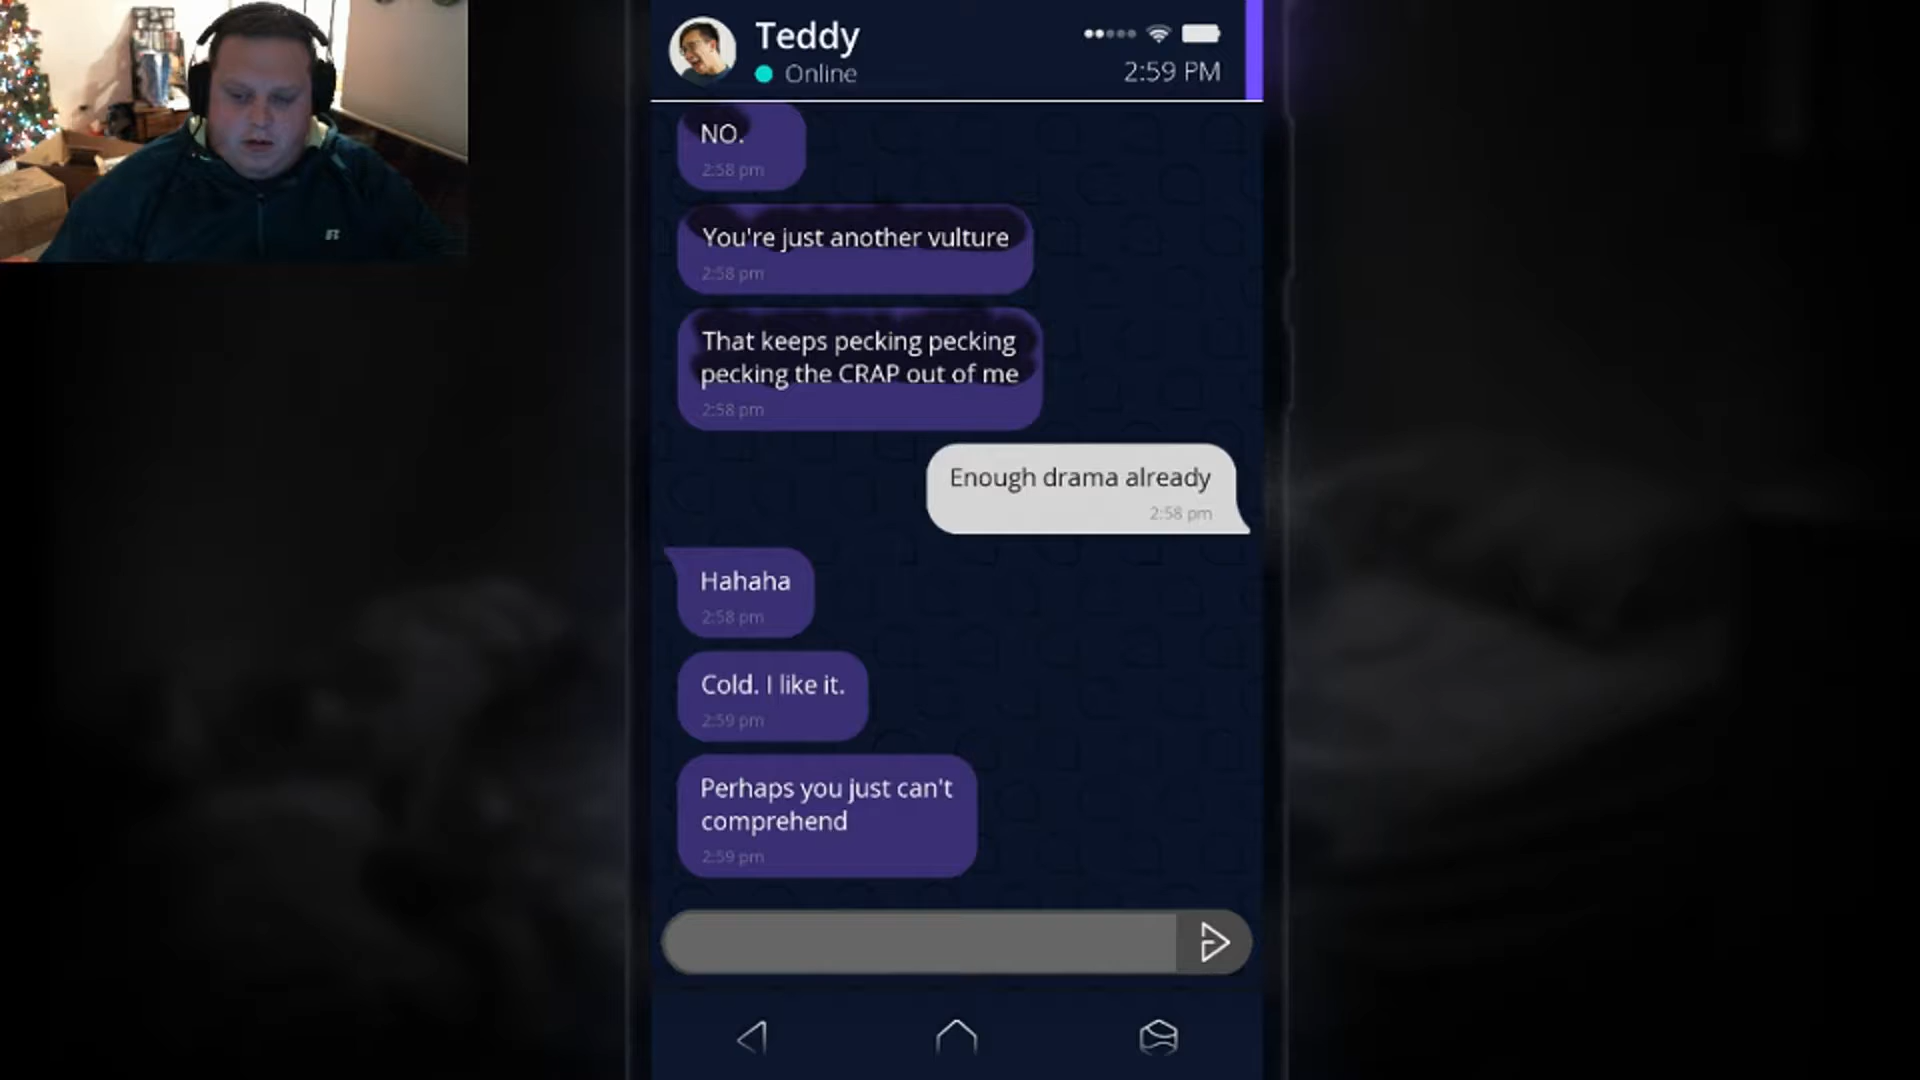 Teddy
Online
2:59 PM
NO.
2:58 pm
You're just another vulture
2:58 pm
That keeps pecking pecking
pecking the CRAP out of me
2:58 pm
Enough drama already
2:58 pm
Hahaha
2:58 pm
Cold. I like it.
2:59 pm
Perhaps you just can't
comprehend
2:59 pm
R